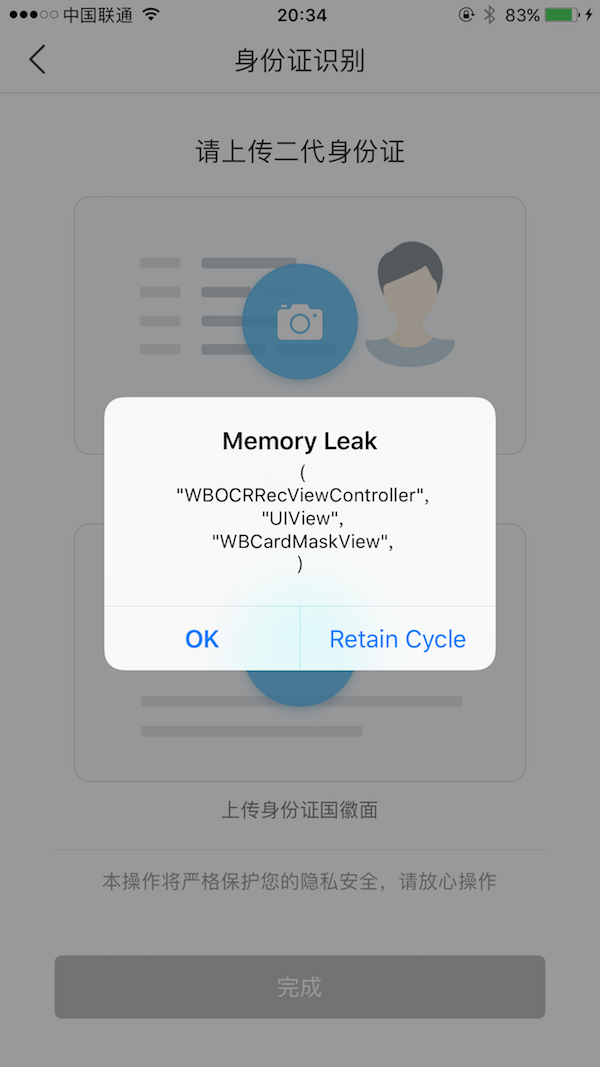 中国联通 20:34 83%
身份证识别
请上传二代身份证
Memory Leak
(
"WBOCRRecViewController",
"UIView",
"WBCardMaskView",
)
OK Retain Cycle
上传身份证国徽面
本操作将严格保护您的隐私安全，请放心操作
完成